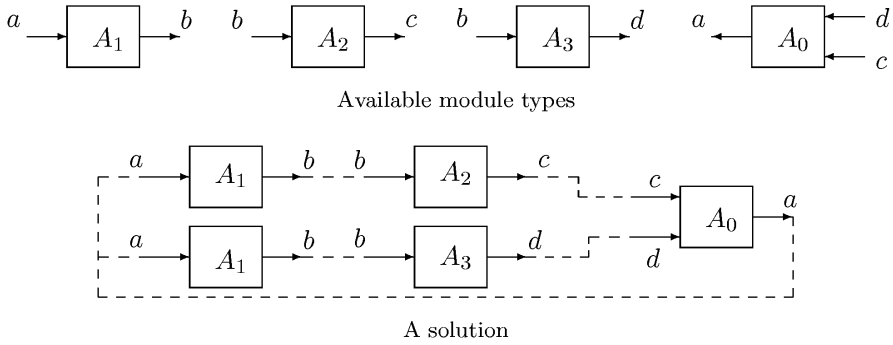 a A₁ b b A₂ c b A₃ d a A₀ d
c
Available module types
a A₁ b b A₂ c
c A₀ a
a A₁ b b A₃ d d
A solution